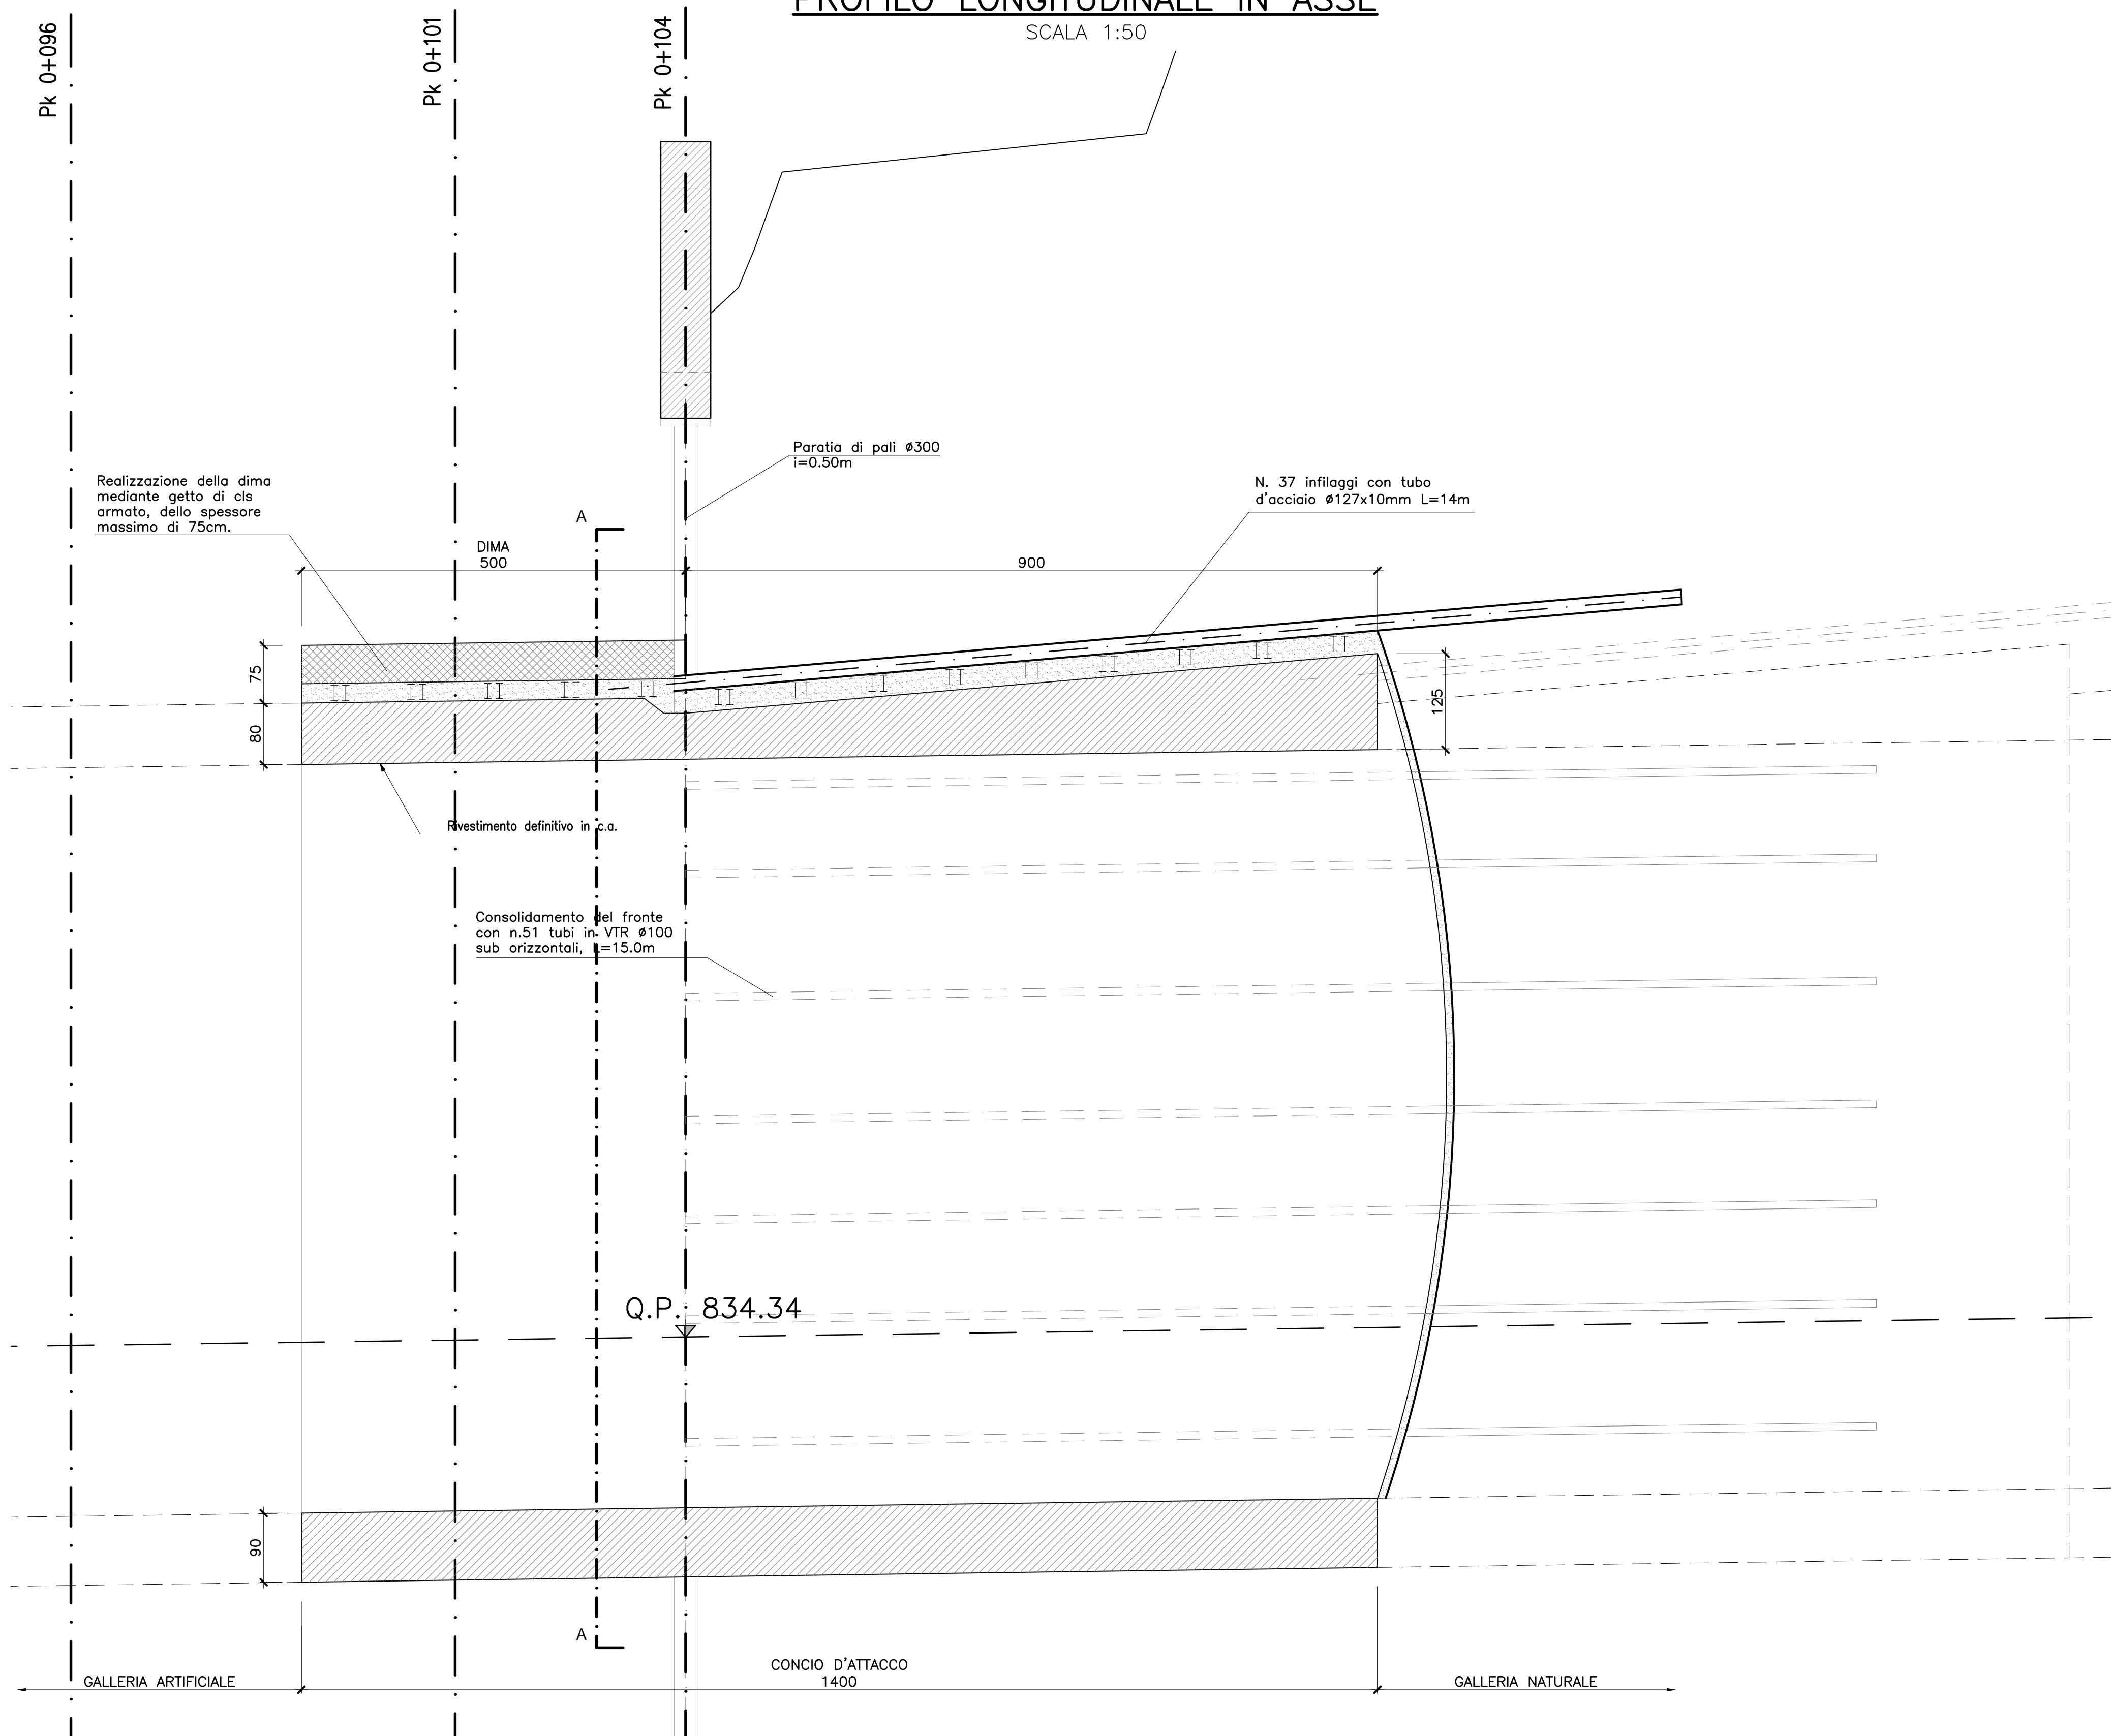 PROFILO LONGITUDINALE IN ASSE
SCALA 1:50
Pk 0+096
Pk 0+101
Pk 0+104
Paratia di pali ø300
i=0.50m
Realizzazione della dima
mediante getto di cls
armato, dello spessore
massimo di 75cm.
N. 37 infilaggi con tubo
d'acciaio ø127x10mm L=14m
A
DIMA
500
900
75
80
125
Rivestimento definitivo in c.a.
Consolidamento del fronte
con n.51 tubi in VTR ø100
sub orizzontali, L=15.0m
Q.P. 834.34
90
A
CONCIO D'ATTACCO
1400
GALLERIA ARTIFICIALE
GALLERIA NATURALE